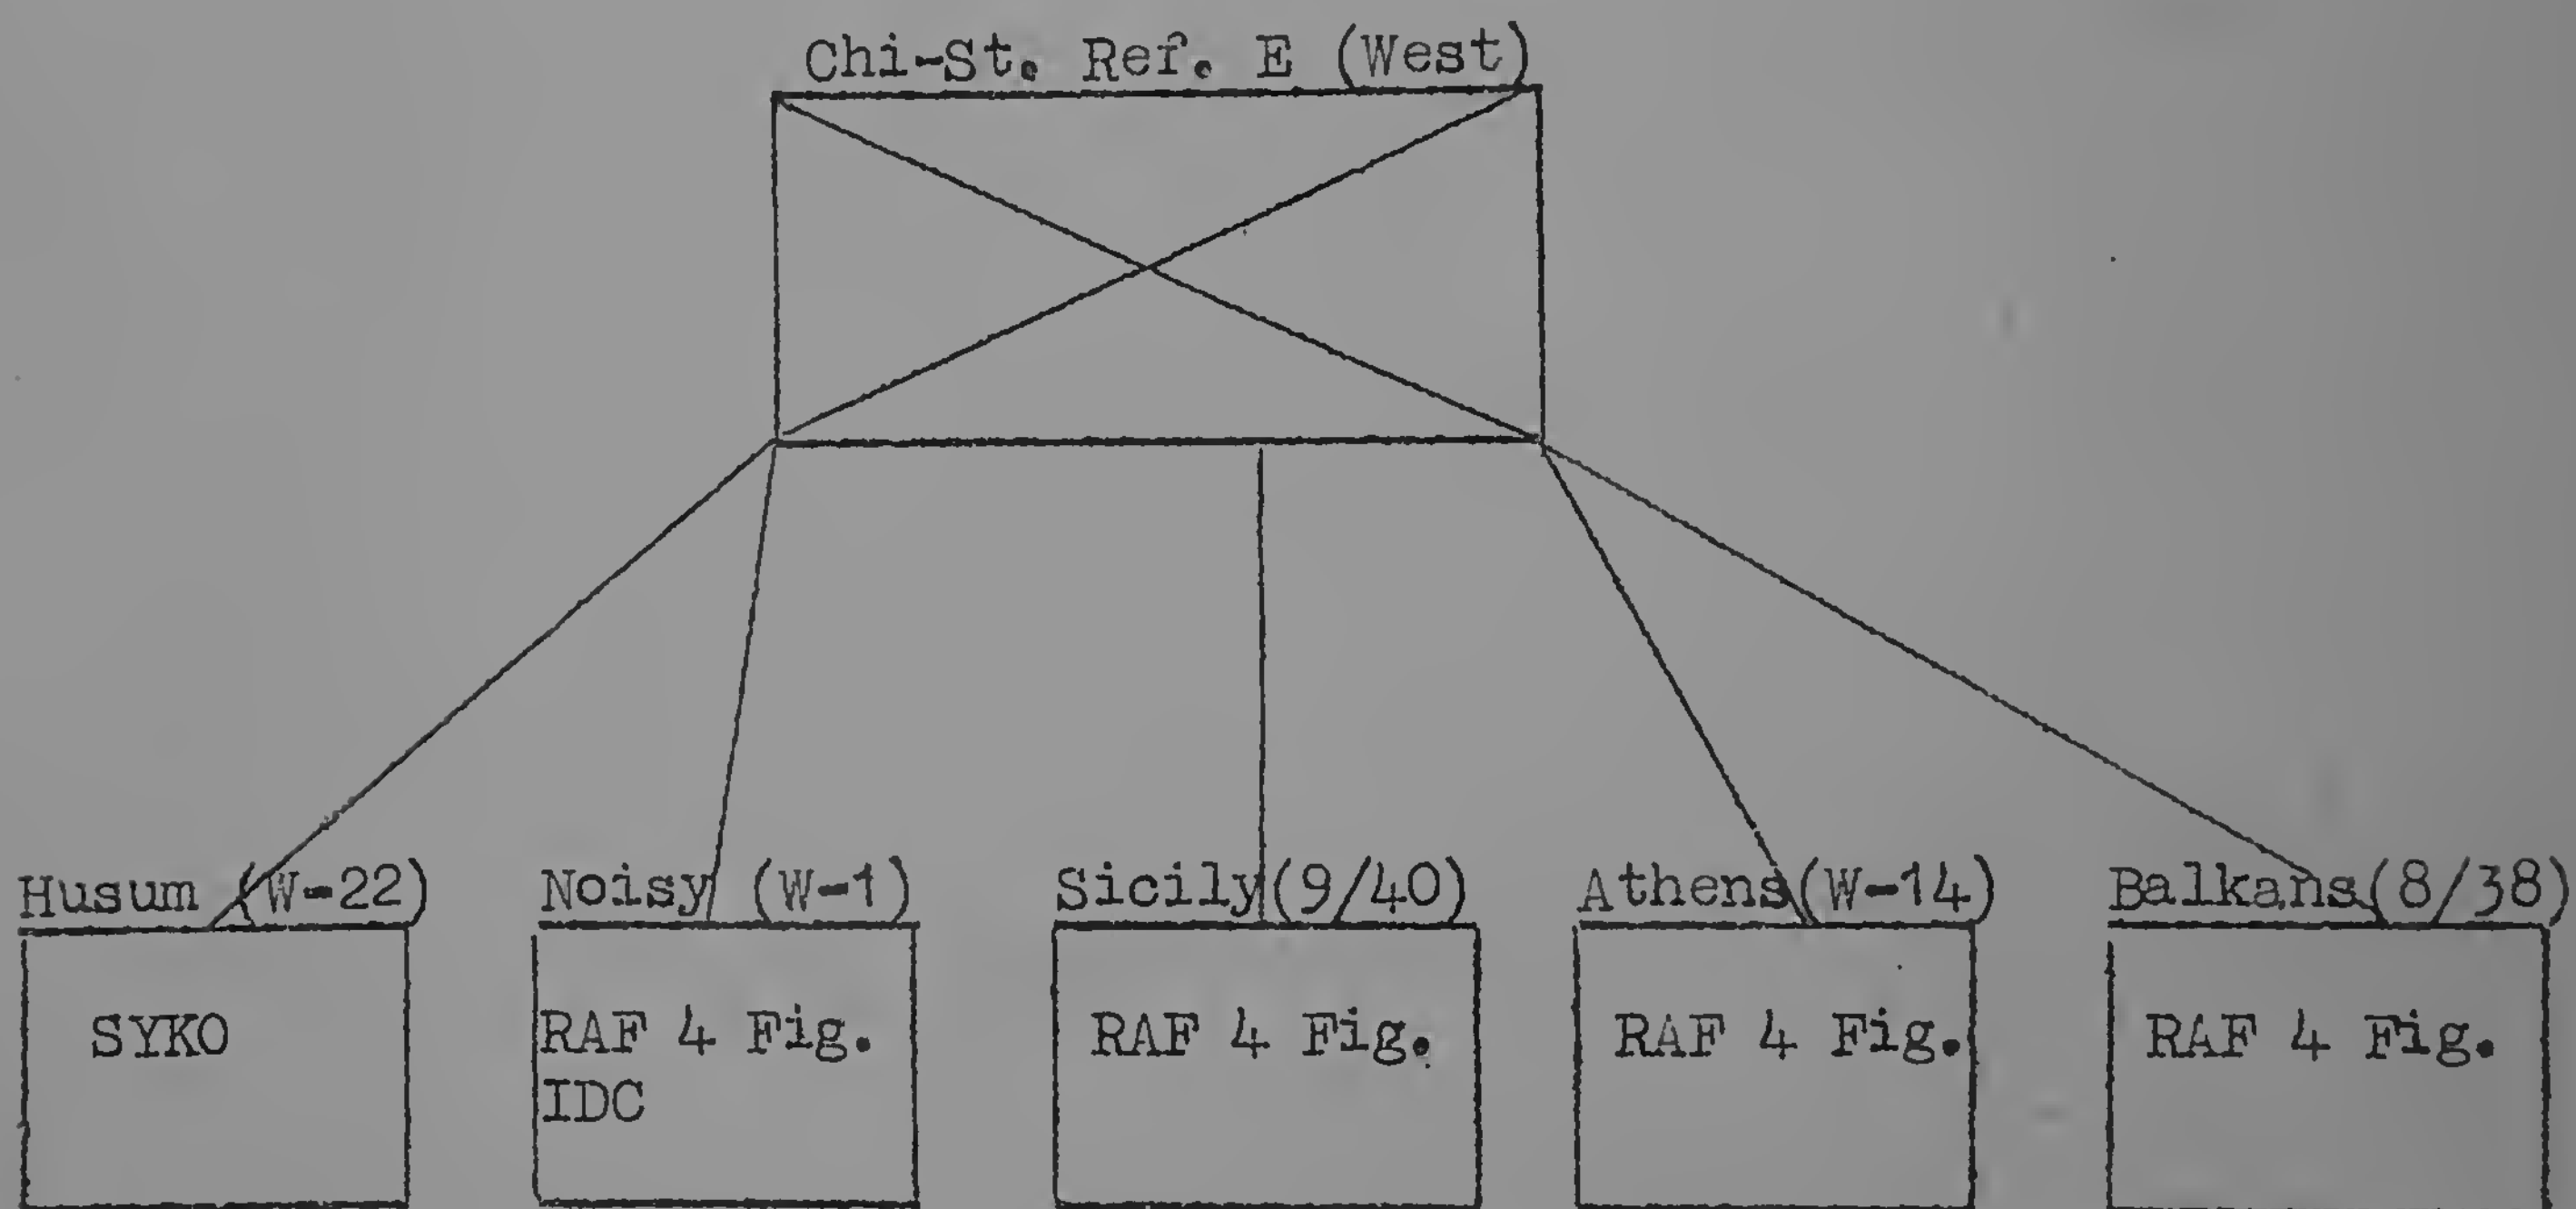 Chi-St. Ref. E (West)
Husum (W-22)
Noisy (W-1)
Sicily(9/40)
Athens(W-14)
Balkans(8/38)
SYKO
RAF 4 Fig.
IDC
RAF 4 Fig.
RAF 4 Fig.
RAF 4 Fig.